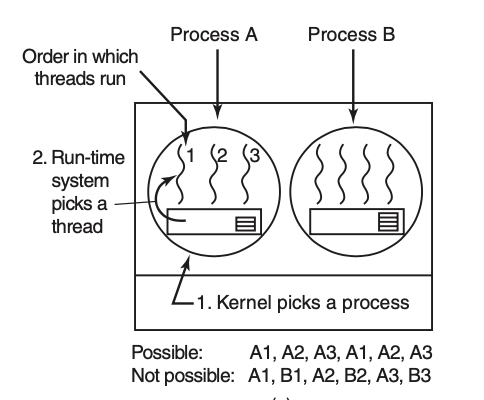 Process A
Process B
Order in which
threads run
1 2 3
2. Run-time
system
picks a
thread
1. Kernel picks a process
Possible: A1, A2, A3, A1, A2, A3
Not possible: A1, B1, A2, B2, A3, B3